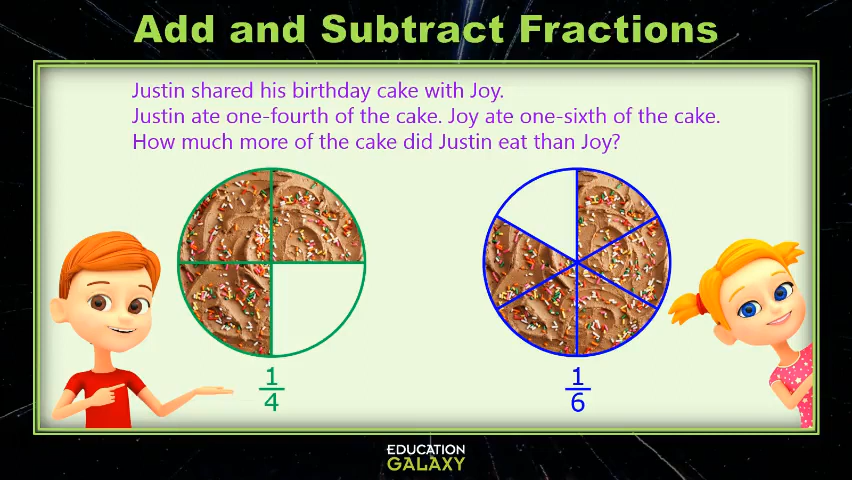 Add and Subtract Fractions
Justin shared his birthday cake with Joy.
Justin ate one-fourth of the cake. Joy ate one-sixth of the cake.
How much more of the cake did Justin eat than Joy?
1
4
1
6
EDUCATION
GALAXY